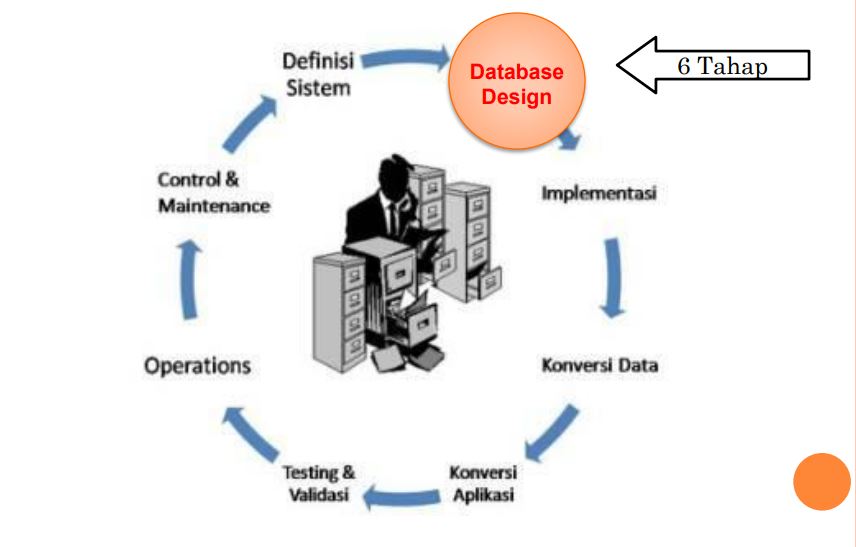 Definisi
Sistem
Database
Design
6 Tahap
Implementasi
Konversi Data
Konversi
Aplikasi
Testing &
Validasi
Operations
Control &
Maintenance